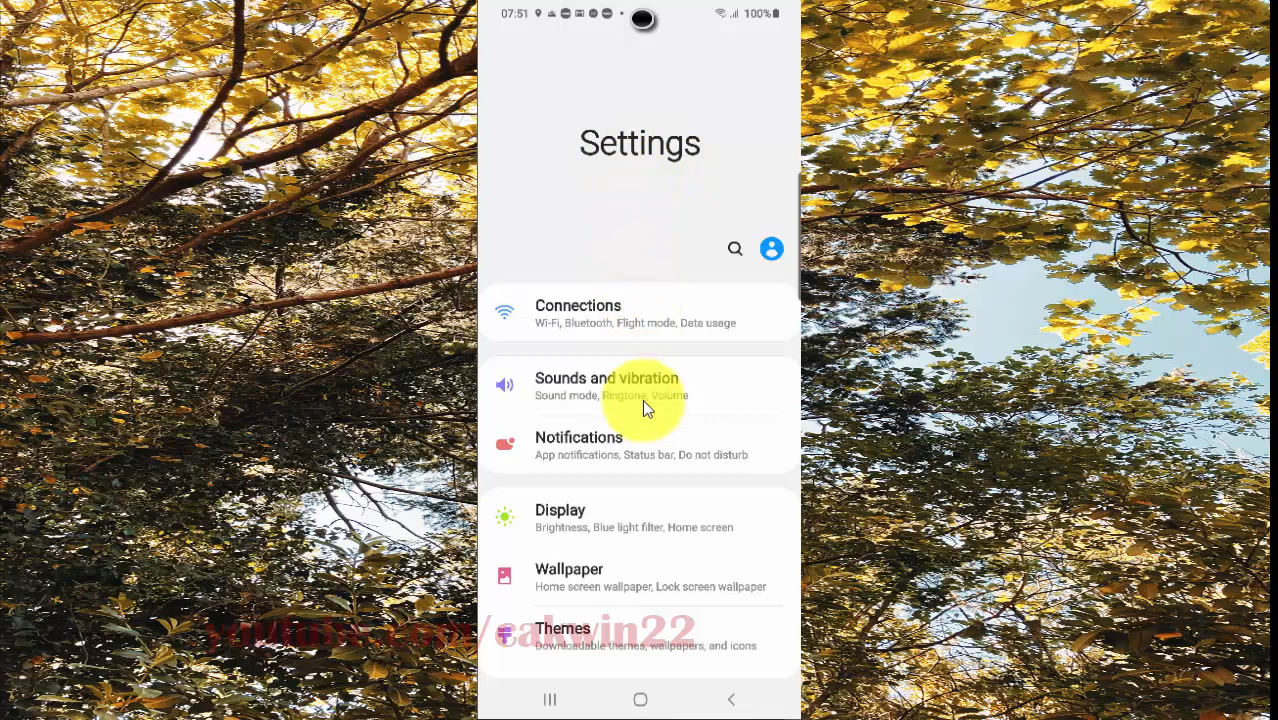 07:51
100%
Settings
Connections
Wi-Fi, Bluetooth, Flight mode, Data usage
Sounds and vibration
Sound mode, Ringtone, Volume
Notifications
App notifications, Status bar, Do not disturb
Display
Brightness, Blue light filter, Home screen
Wallpaper
Home screen wallpaper, Lock screen wallpaper
youtube.com/cakwin22
Themes
Downloadable themes, wallpapers, and icons